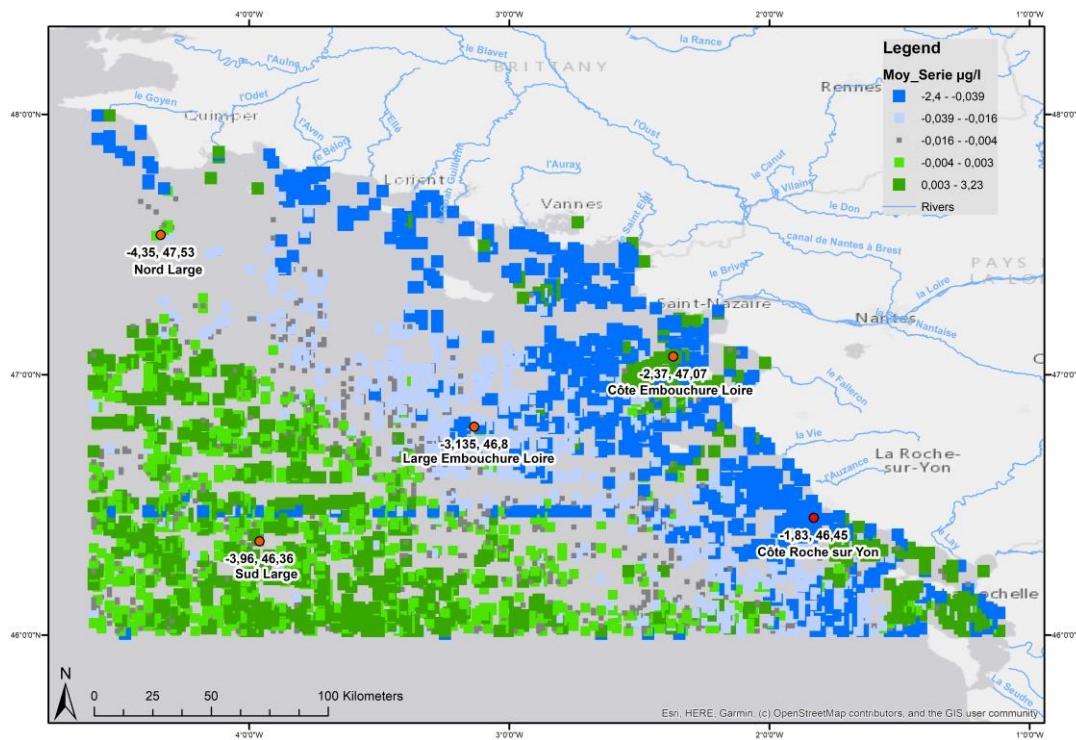 4°0'0"W 3°0'0"W 2°0'0"W 1°0'0"W
48°0'0"N
47°0'0"N
46°0'0"N
48°0'0"N
47°0'0"N
46°0'0"N
Legend
Moy_Serie µg/l
-2,4 - -0,039
-0,039 - -0,016
-0,016 - -0,004
-0,004 - 0,003
0,003 - 3,23
Rivers
la Rance
le Blavet
l'Aulne
BRITTANY
Rennes
le Goyen
l'Odet
Quimper
l'Aven
le Bélon
l'Ellé
l'Oust
le Canut
la Vilaine
Lorient
l'Auray
Vannes
le Don
canal de Nantes à Brest
PAYS
-4,35, 47,53
Nord Large
le Brivet
Saint-Nazaire
la Loire
Nantes
Nantaise
-2,37, 47,07
Côte Embouchure Loire
le Falleron
-3,135, 46,8
Large Embouchure Loire
la Vie
l'Auzance
La Roche-
sur-Yon
-1,83, 46,45
Côte Roche sur Yon
le Lay
-3,96, 46,36
Sud Large
La Seudre
N
0 25 50 100 Kilometers
Esri, HERE, Garmin, (c) OpenStreetMap contributors, and the GIS user community
4°0'0"W 3°0'0"W 2°0'0"W 1°0'0"W